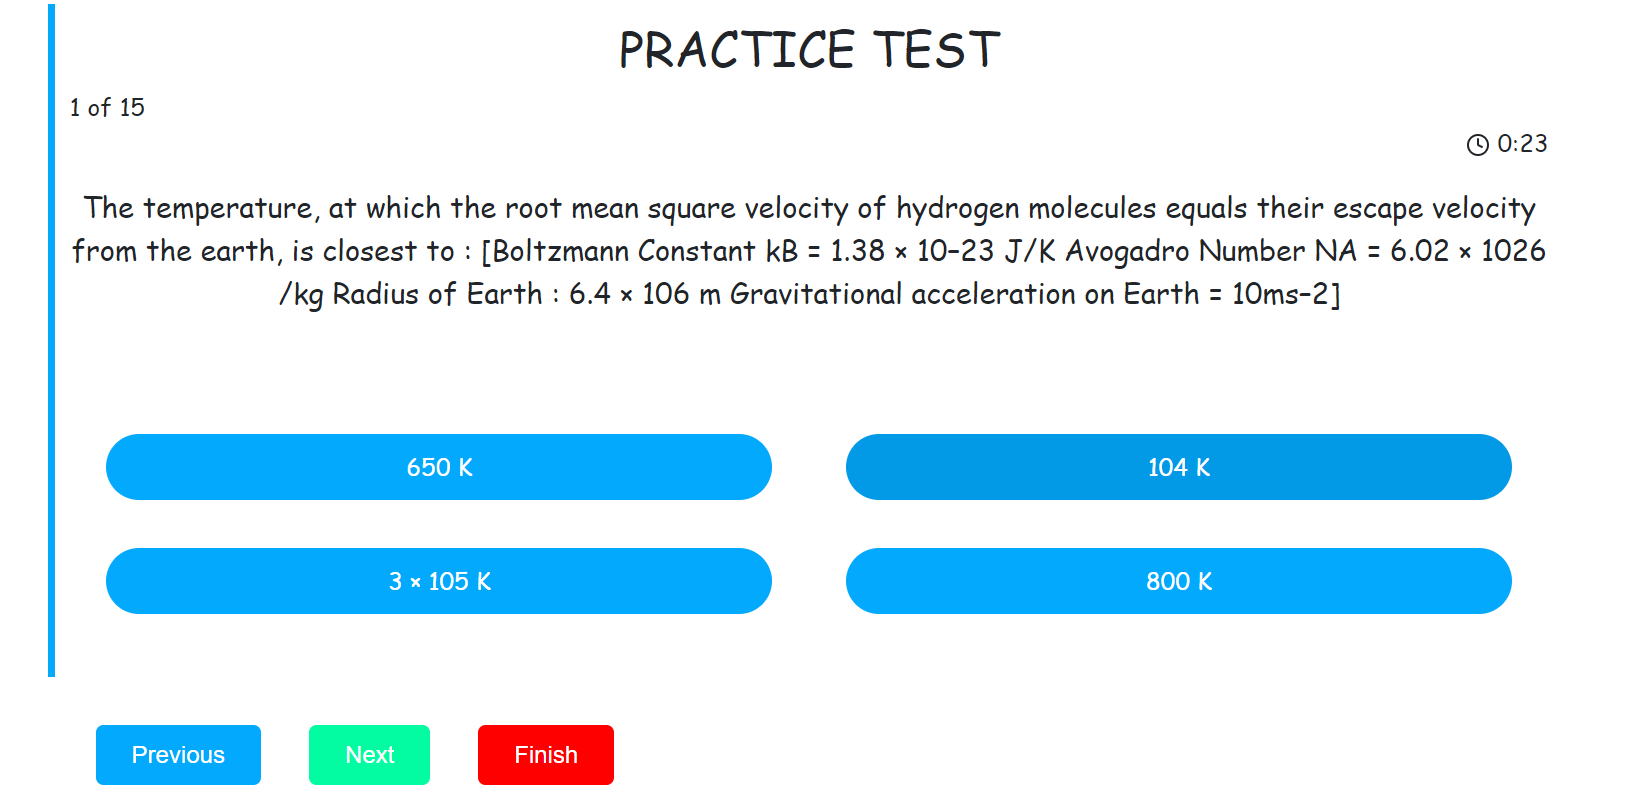 PRACTICE TEST
1 of 15
0:23
The temperature, at which the root mean square velocity of hydrogen molecules equals their escape velocity
from the earth, is closest to : [Boltzmann Constant kB = 1.38 × 10–23 J/K Avogadro Number NA = 6.02 × 1026
/kg Radius of Earth : 6.4 × 106 m Gravitational acceleration on Earth = 10ms–2]
650 K
104 K
3 × 105 K
800 K
Previous
Next
Finish